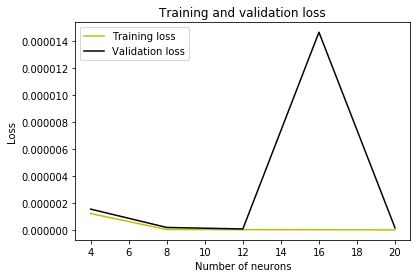 Training and validation loss
Training loss
Validation loss
0.000014
0.000012
0.000010
0.000008
0.000006
0.000004
0.000002
0.000000
Loss
4 6 8 10 12 14 16 18 20
Number of neurons